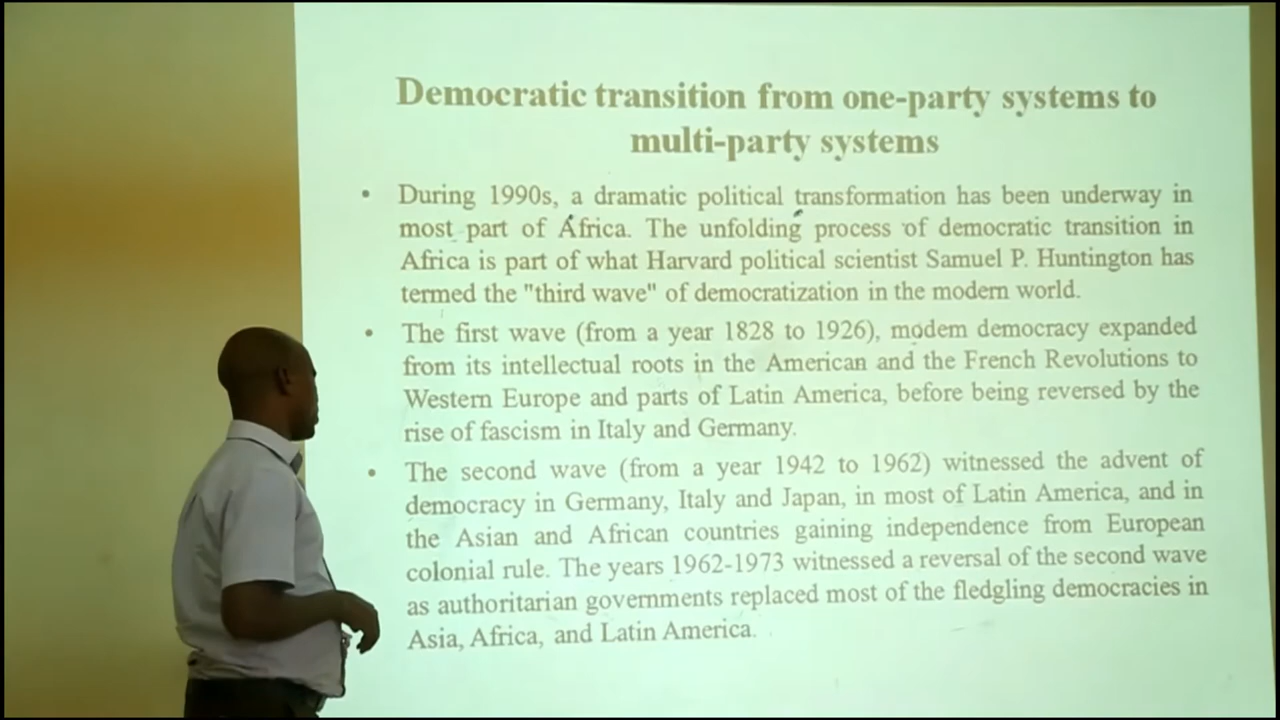 Democratic transition from one-party systems to
multi-party systems
• During 1990s, a dramatic political transformation has been underway in
most part of Africa. The unfolding process of democratic transition in
Africa is part of what Harvard political scientist Samuel P. Huntington has
termed the "third wave" of democratization in the modern world.
• The first wave (from a year 1828 to 1926), modem democracy expanded
from its intellectual roots in the American and the French Revolutions to
Western Europe and parts of Latin America, before being reversed by the
rise of fascism in Italy and Germany.
• The second wave (from a year 1942 to 1962) witnessed the advent of
democracy in Germany, Italy and Japan, in most of Latin America, and in
the Asian and African countries gaining independence from European
colonial rule. The years 1962-1973 witnessed a reversal of the second wave
as authoritarian governments replaced most of the fledgling democracies in
Asia, Africa, and Latin America.